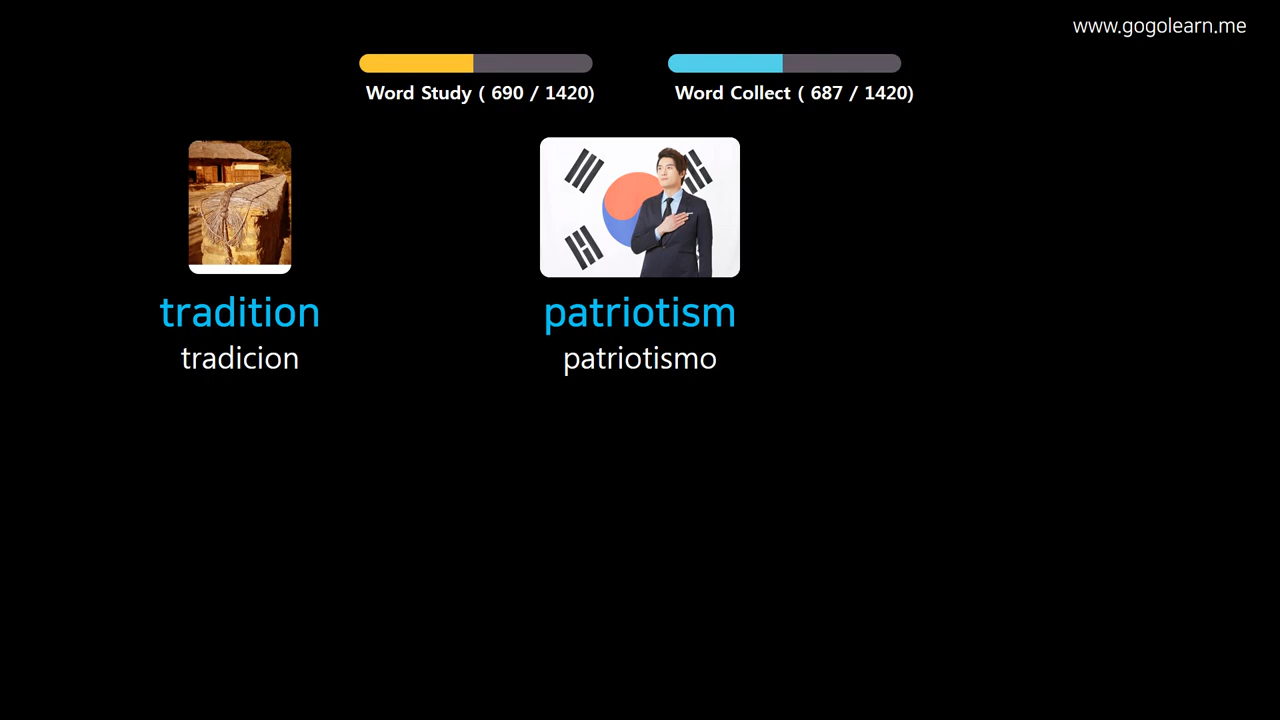 www.gogolearn.me
Word Study ( 690 / 1420)
Word Collect ( 687 / 1420)
tradition
tradicion
patriotism
patriotismo